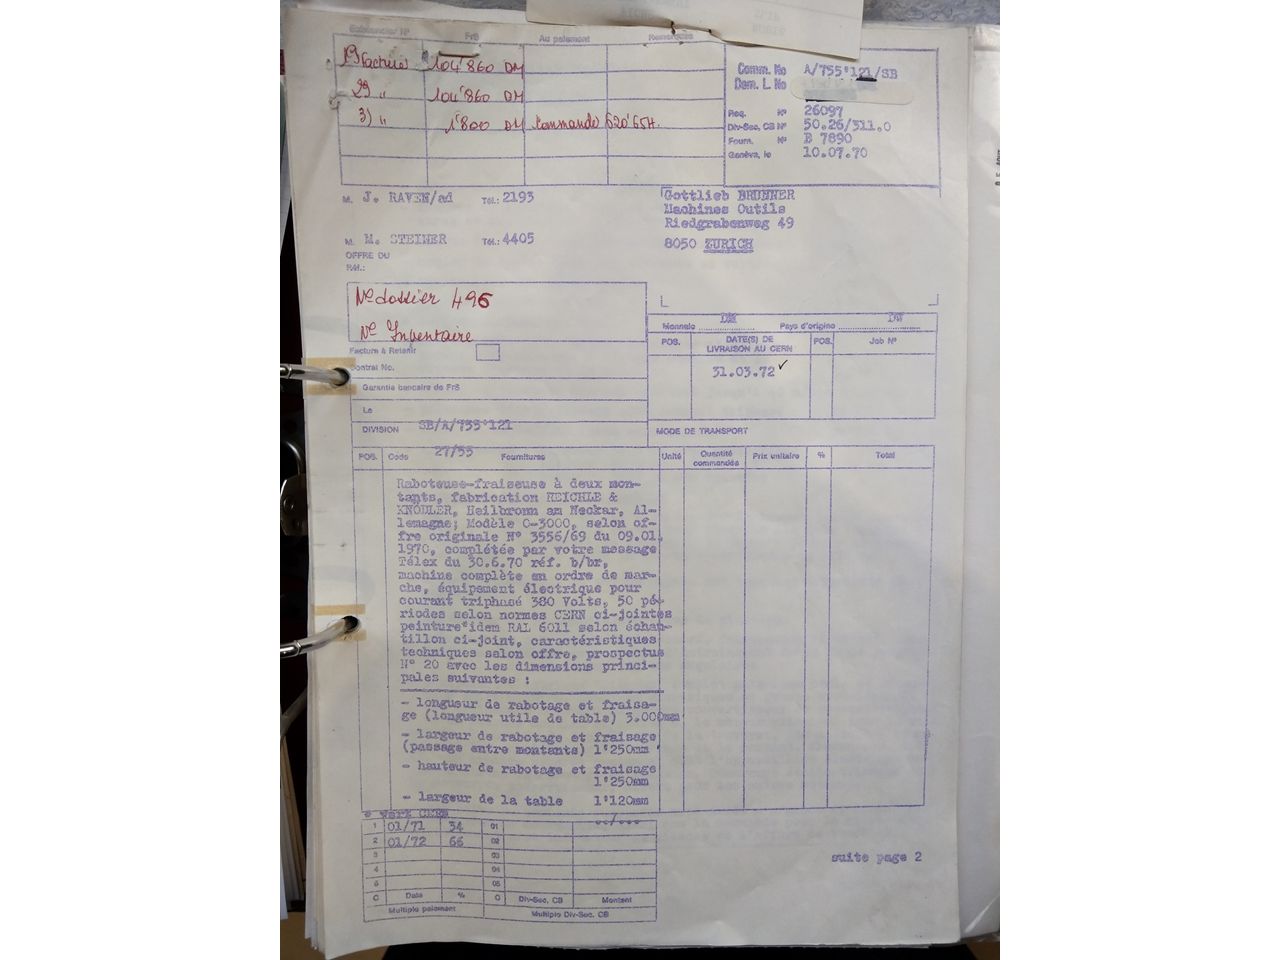 Echéancier Nº FrS Au paiement Remarques
1) facture 104'860 DM
2) " 104'860 DM
3) " 1'800 DM Commande 620'654.
Comm. No A/755'121/SB
Dem. L. No
Req. Nº 26097
Div-Sec, CB Nº 50.26/311.0
Fourn. Nº B 7890
Genève, le 10.07.70
M. J. RAVEN/ad Tél.: 2193
M. M. STEINER Tél.: 4405
OFFRE DU
Réf.:
Gottlieb BRUNNER
Machines Outils
Riedgrabenweg 49
8050 ZURICH
Nº dossier 496
Nº Inventaire
Facture à Retenir
Contrat No.
Garantie bancaire de FrS
Le
DIVISION SB/A/755'121
Monnaie DM Pays d'origine DW
POS. DATE(S) DE LIVRAISON AU CERN POS. Job Nº
31.03.72 ✓
MODE DE TRANSPORT
27/55
POS. Code Fournitures Unité Quantité commandée Prix unitaire % Total
Raboteuse-fraiseuse à deux mon-
tants, fabrication REICHLE &
KNÖDLER, Heilbronn am Neckar, Al-
lemagne; Modèle C-3000, selon of-
fre originale Nº 3556/69 du 09.01.
1970, complétée par votre message
Télex du 30.6.70 réf. b/br,
machine complète en ordre de mar-
che, équipement électrique pour
courant triphasé 380 Volts, 50 pé-
riodes selon normes CERN ci-jointes
peinture idem RAL 6011 selon échan-
tillon ci-joint, caractéristiques
techniques selon offre, prospectus
Nº 20 avec les dimensions princi-
pales suivantes :
- longueur de rabotage et fraisa-
ge (longueur utile de table) 3.000mm
- largeur de rabotage et fraisage
(passage entre montants) 1'250mm
- hauteur de rabotage et fraisage
1'250mm
- largeur de la table 1'120mm
../...
1 01/71 34 01
2 01/72 66 02
3 03
4 04
5 05
C Date % C Div-Sec, CB Montant
Multiple paiement Multiple Div-Sec. CB
suite page 2